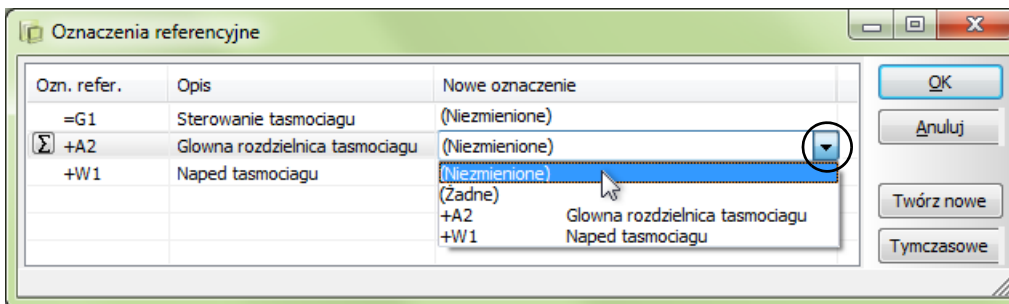 Oznaczenia referencyjne
Ozn. refer. Opis Nowe oznaczenie
=G1 Sterowanie tasmociagu (Niezmienione)
Σ +A2 Glowna rozdzielnica tasmociagu (Niezmienione)
+W1 Naped tasmociagu (Niezmienione)
(Żadne)
+A2 Glowna rozdzielnica tasmociagu
+W1 Naped tasmociagu
OK
Anuluj
Twórz nowe
Tymczasowe